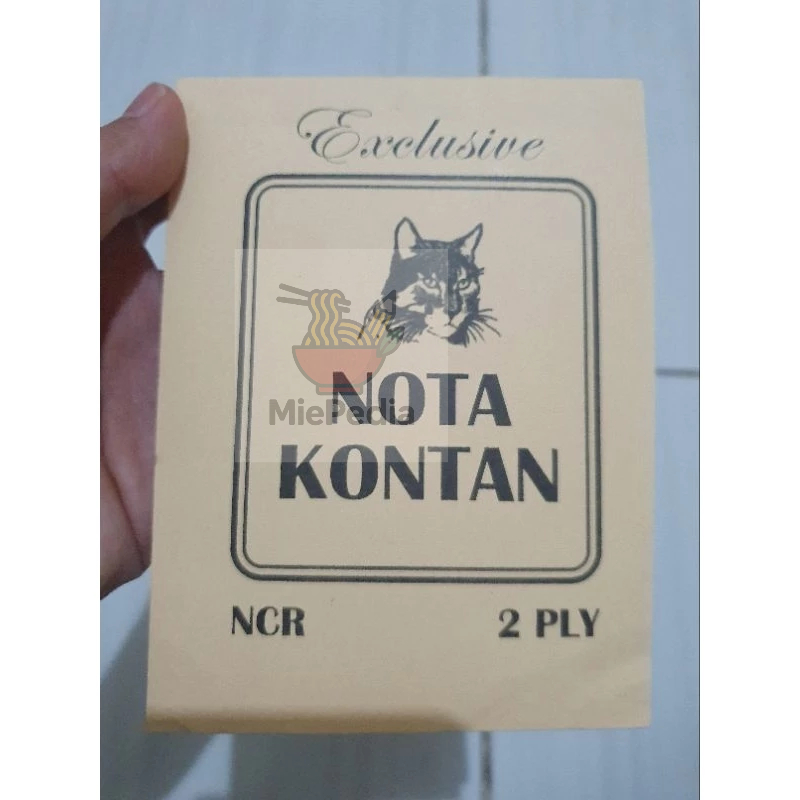 Exclusive
MiePedia
NOTA
KONTAN
NCR
2 PLY